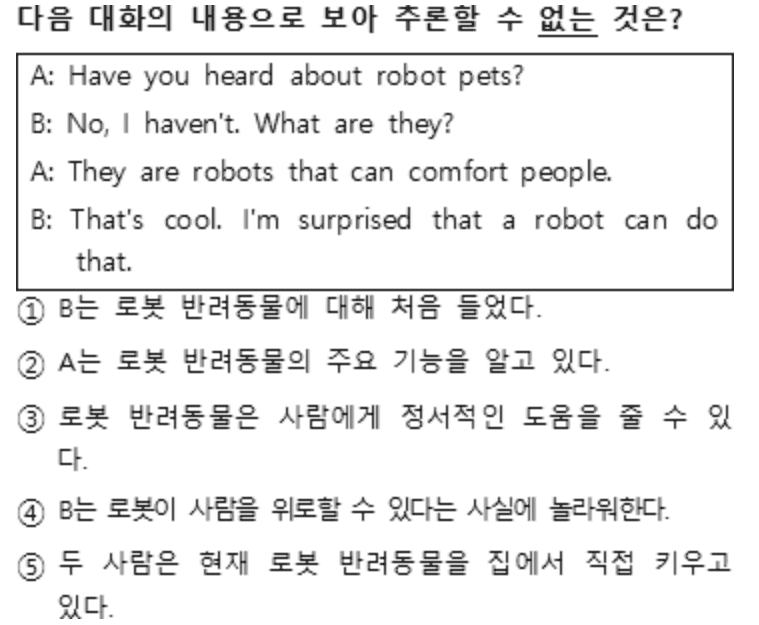 다음 대화의 내용으로 보아 추론할 수 없는 것은?
A: Have you heard about robot pets?
B: No, I haven't. What are they?
A: They are robots that can comfort people.
B: That's cool. I'm surprised that a robot can do
that.
① B는 로봇 반려동물에 대해 처음 들었다.
② A는 로봇 반려동물의 주요 기능을 알고 있다.
③ 로봇 반려동물은 사람에게 정서적인 도움을 줄 수 있
다.
④ B는 로봇이 사람을 위로할 수 있다는 사실에 놀라워한다.
⑤ 두 사람은 현재 로봇 반려동물을 집에서 직접 키우고
있다.